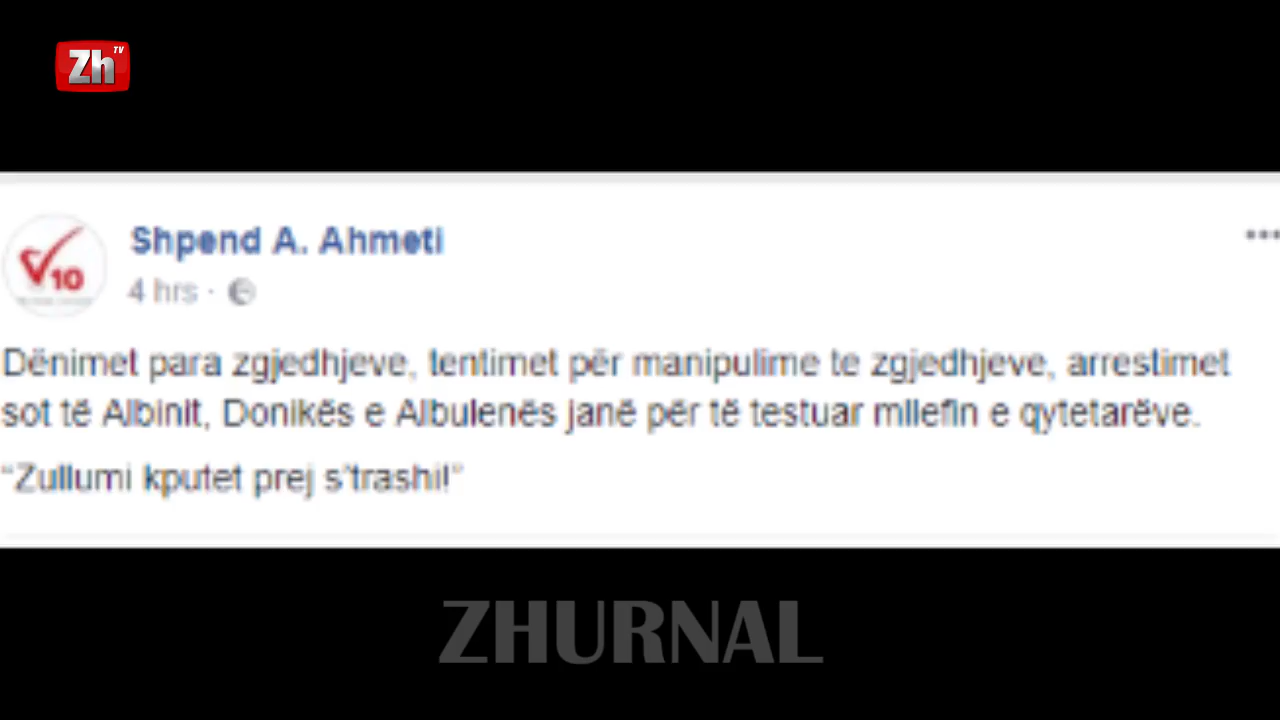 Zh TV
Shpend A. Ahmeti
10
4 hrs ·
Dënimet para zgjedhjeve, tentimet për manipulime te zgjedhjeve, arrestimet
sot të Albinit, Donikës e Albulenës janë për të testuar mllefin e qytetarëve.
"Zullumi kputet prej s'trashi!"
ZHURNAL